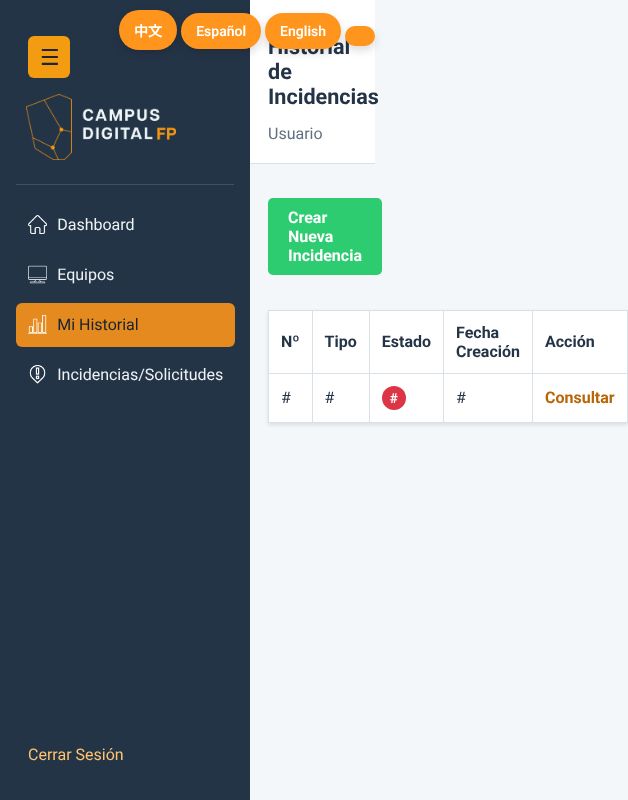 中文
Español
English
☰
CAMPUS
DIGITAL FP
Dashboard
Equipos
Mi Historial
Incidencias/Solicitudes
Cerrar Sesión
Historial
de
Incidencias
Usuario
Crear
Nueva
Incidencia
Nº Tipo Estado Fecha Creación Acción
# # # # Consultar